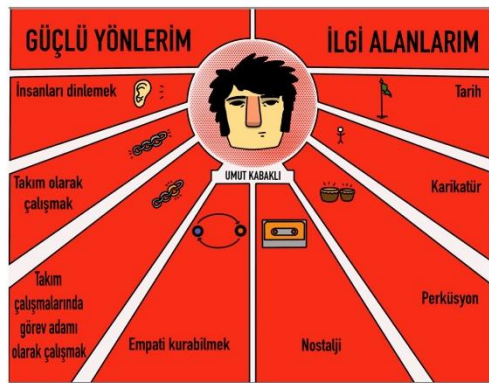 GÜÇLÜ YÖNLERİM
İnsanları dinlemek
Takım olarak
çalışmak
Takım
çalışmalarında
görev adamı
olarak çalışmak
Empati kurabilmek
UMUT KABAKLI
İLGİ ALANLARIM
Tarih
Karikatür
Perküsyon
Nostalji